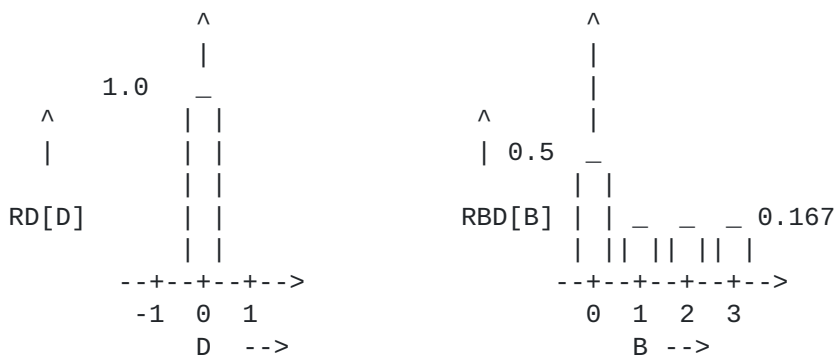 ^                        ^
               |                        |
      1.0      _                        |
  ^           | |                ^      |
  |           | |                | 0.5  _
              | |                      | |
RD[D]         | |               RBD[B] | | _  _  _ 0.167
              | |                      | || || || |
       --+--+--+-->                 --+--+--+--+-->
        -1  0  1                      0  1  2  3
            D  -->                       B -->